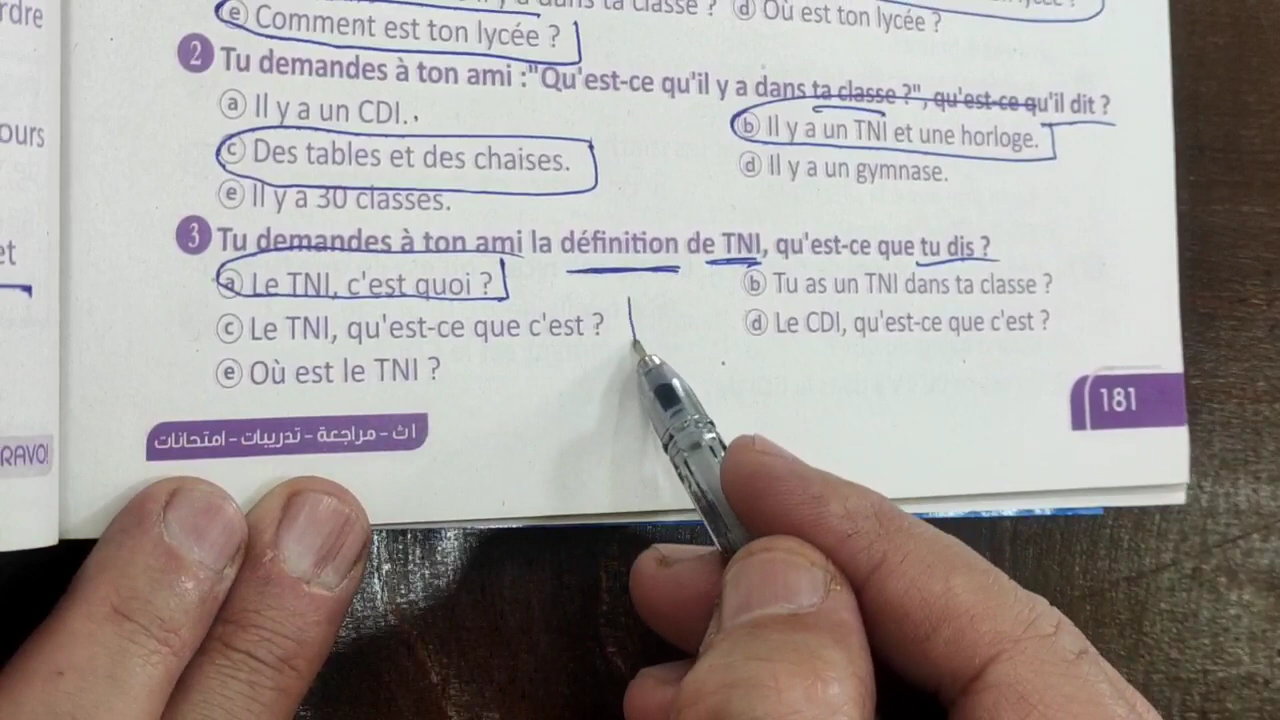 rdre
ta classe ? ⓓ Où est ton lycée ?
ⓔ Comment est ton lycée ?
2 Tu demandes à ton ami :"Qu'est-ce qu'il y a dans ta classe ?", qu'est-ce qu'il dit ?
ⓐ Il y a un CDI.
ⓑ Il y a un TNI et une horloge.
ours
ⓒ Des tables et des chaises.
ⓓ Il y a un gymnase.
ⓔ Il y a 30 classes.
3 Tu demandes à ton ami la définition de TNI, qu'est-ce que tu dis ?
et
ⓐ Le TNI, c'est quoi ?
ⓑ Tu as un TNI dans ta classe ?
ⓒ Le TNI, qu'est-ce que c'est ?
ⓓ Le CDI, qu'est-ce que c'est ?
ⓔ Où est le TNI ?
181
١ث - مراجعة - تدريبات - امتحانات
RAVO!